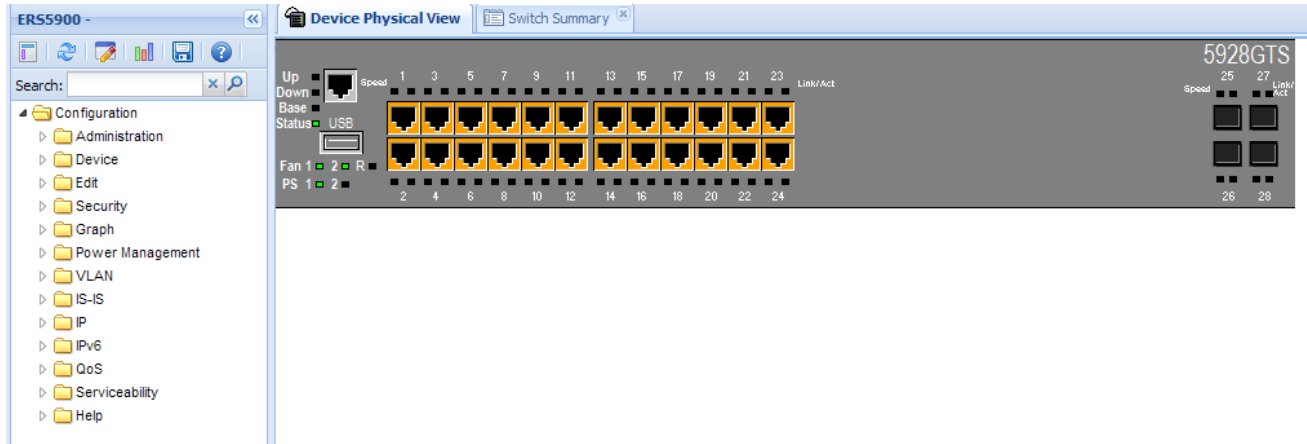 ERS5900 -
Search:
Configuration
Administration
Device
Edit
Security
Graph
Power Management
VLAN
IS-IS
IP
IPv6
QoS
Serviceability
Help
Device Physical View
Switch Summary
5928GTS
Up
Down
Base
Status
USB
Fan 1 2 R
PS 1 2
Speed 1 3 5 7 9 11 13 15 17 19 21 23 Link/Act
2 4 6 8 10 12 14 16 18 20 22 24
Speed 25 27 Link/
Act
26 28